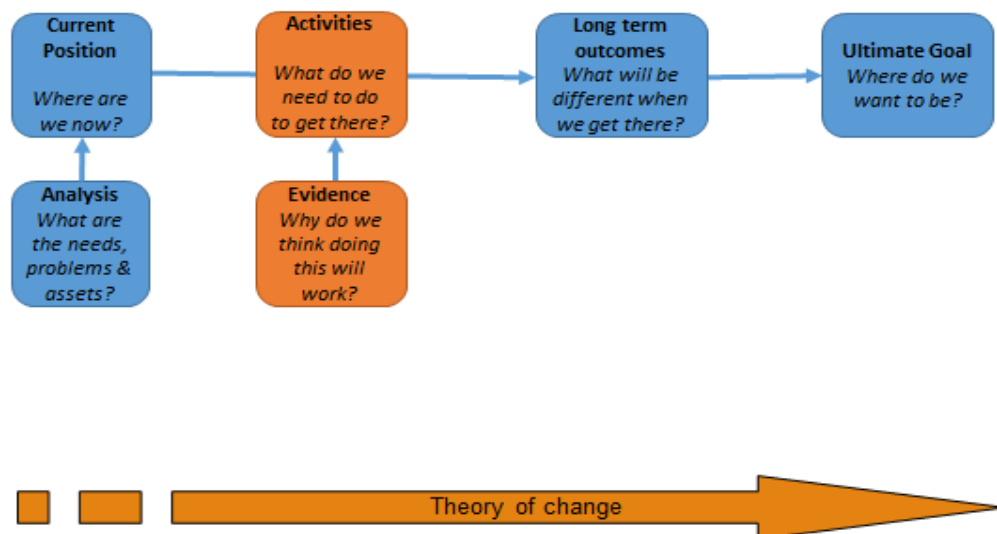 Current
Position
Where are
we now?
Activities
What do we
need to do
to get there?
Long term
outcomes
What will be
different when
we get there?
Ultimate Goal
Where do we
want to be?
Analysis
What are
the needs,
problems &
assets?
Evidence
Why do we
think doing
this will
work?
Theory of change